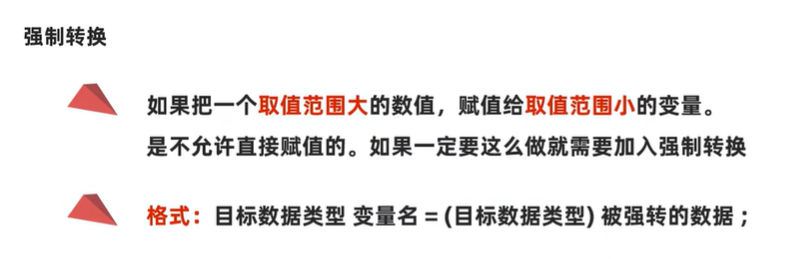 强制转换
如果把一个取值范围大的数值，赋值给取值范围小的变量。
是不允许直接赋值的。如果一定要这么做就需要加入强制转换
格式：目标数据类型 变量名 = (目标数据类型) 被强转的数据 ;